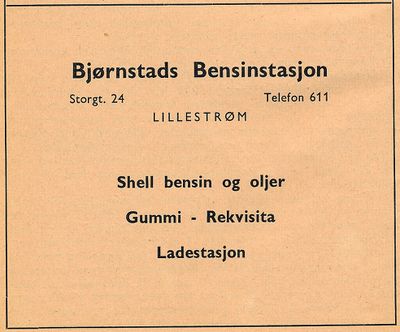 Bjørnstads Bensinstasjon
Storgt. 24 Telefon 611
LILLESTRØM
Shell bensin og oljer
Gummi - Rekvisita
Ladestasjon